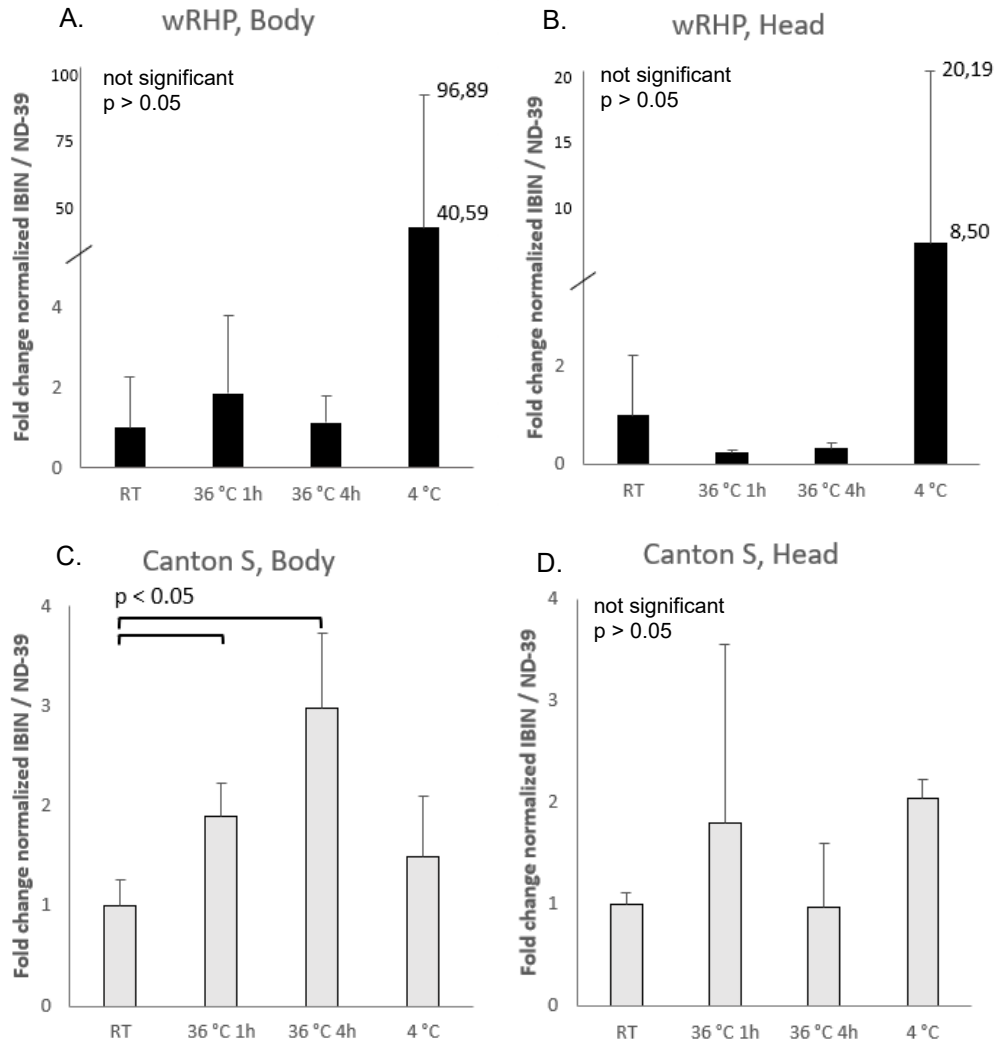 A.
wRHP, Body
Fold change normalized IBIN / ND-39
not significant
p > 0.05
100
75
50
4
2
0
96,89
40,59
RT
36 °C 1h
36 °C 4h
4 °C
B.
wRHP, Head
Fold change normalized IBIN / ND-39
not significant
p > 0.05
20
15
10
2
0
20,19
8,50
RT
36 °C 1h
36 °C 4h
4 °C
C.
Canton S, Body
Fold change normalized IBIN / ND-39
p < 0.05
4
3
2
1
0
RT
36 °C 1h
36 °C 4h
4 °C
D.
Canton S, Head
Fold change normalized IBIN / ND-39
not significant
p > 0.05
4
3
2
1
0
RT
36 °C 1h
36 °C 4h
4 °C